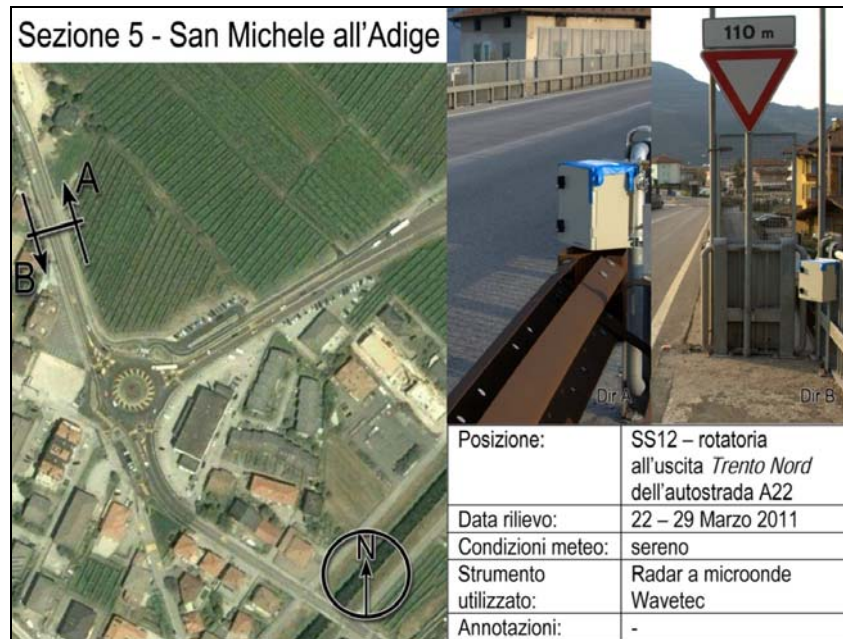 Sezione 5 - San Michele all'Adige
A
B
N
110 m
Dir A
Dir B
Posizione: SS12 – rotatoria
all'uscita Trento Nord
dell'autostrada A22
Data rilievo: 22 – 29 Marzo 2011
Condizioni meteo: sereno
Strumento utilizzato: Radar a microonde
Wavetec
Annotazioni: -